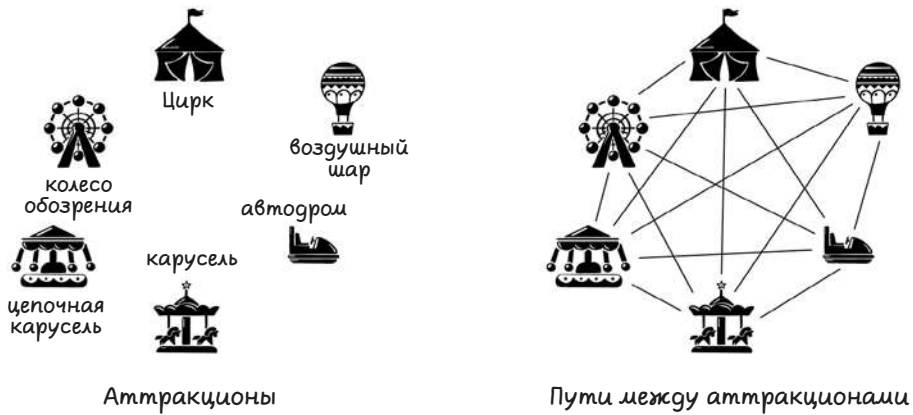 Цирк
воздушный
шар
колесо
обозрения
автодром
карусель
цепочная
карусель
Аттракционы
Пути между аттракционами